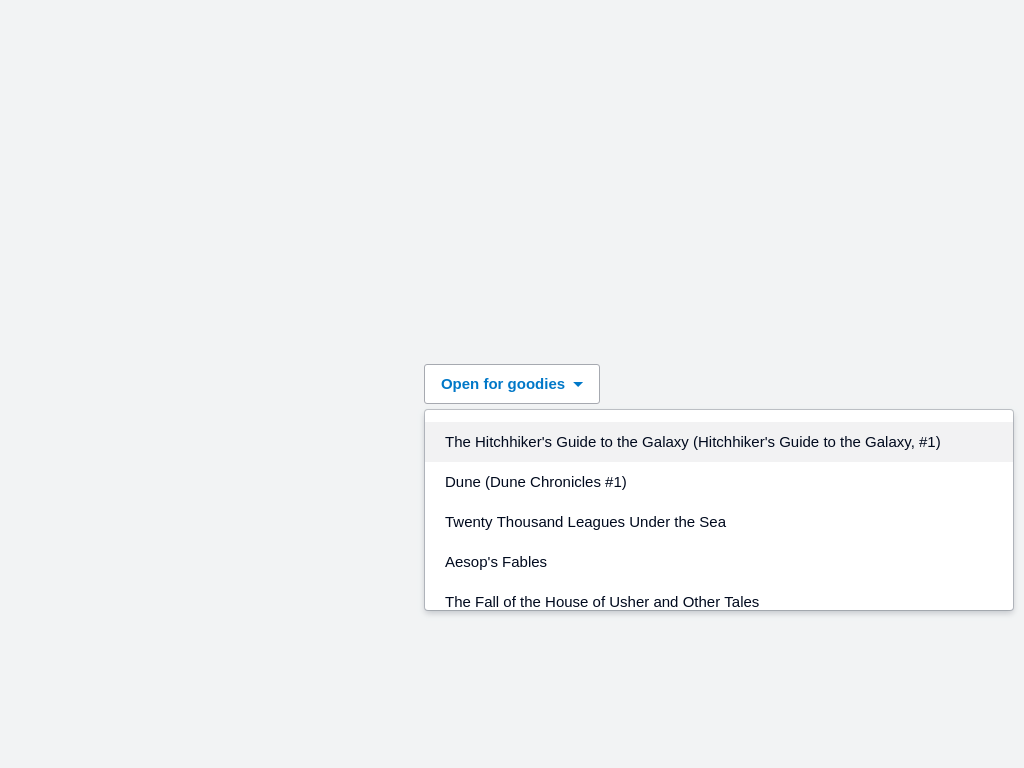 Open for goodies
The Hitchhiker's Guide to the Galaxy (Hitchhiker's Guide to the Galaxy, #1)
Dune (Dune Chronicles #1)
Twenty Thousand Leagues Under the Sea
Aesop's Fables
The Fall of the House of Usher and Other Tales